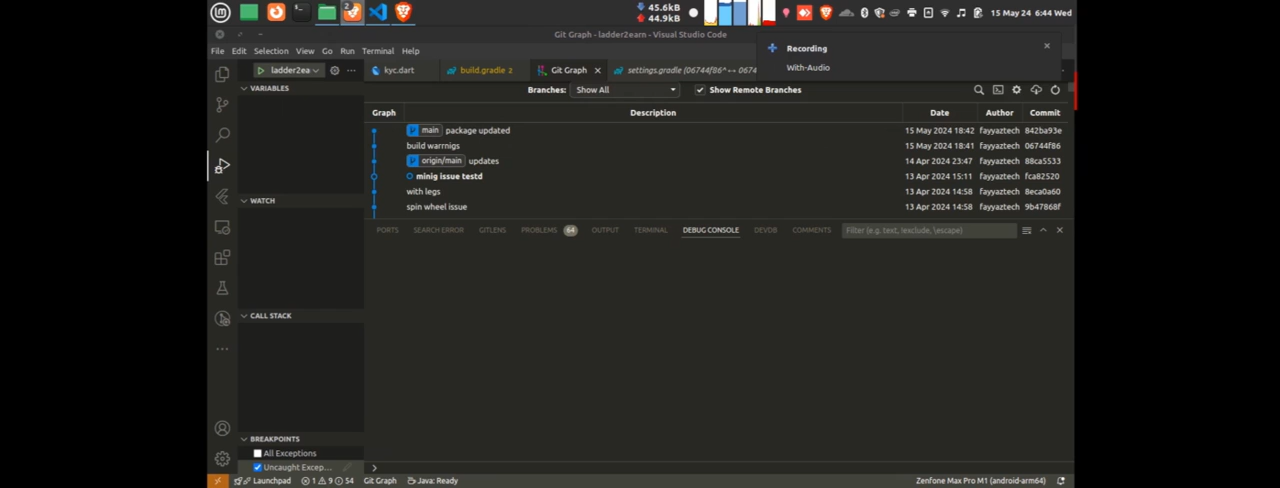 45.6kB
44.9kB
15 May 24 6:44 Wed
Git Graph - ladder2earn - Visual Studio Code
File Edit Selection View Go Run Terminal Help
Recording
With-Audio
ladder2ea
kyc.dart
build.gradle 2
Git Graph
settings.gradle (06744f86^ ↔ 0674
Branches: Show All Show Remote Branches
VARIABLES
WATCH
CALL STACK
BREAKPOINTS
All Exceptions
Uncaught Excep...
Graph Description Date Author Commit
main package updated 15 May 2024 18:42 fayyaztech 842ba93e
build warrnigs 15 May 2024 18:41 fayyaztech 06744f86
origin/main updates 14 Apr 2024 23:47 fayyaztech 88ca5533
minig issue testd 13 Apr 2024 15:11 fayyaztech fca82520
with legs 13 Apr 2024 14:58 fayyaztech 8eca0a60
spin wheel issue 13 Apr 2024 14:58 fayyaztech 9b47868f
PORTS SEARCH ERROR GITLENS PROBLEMS 64 OUTPUT TERMINAL DEBUG CONSOLE DEVDB COMMENTS Filter (e.g. text, !exclude, \escape)
Launchpad 1 9 54 Git Graph Java: Ready Zenfone Max Pro M1 (android-arm64)